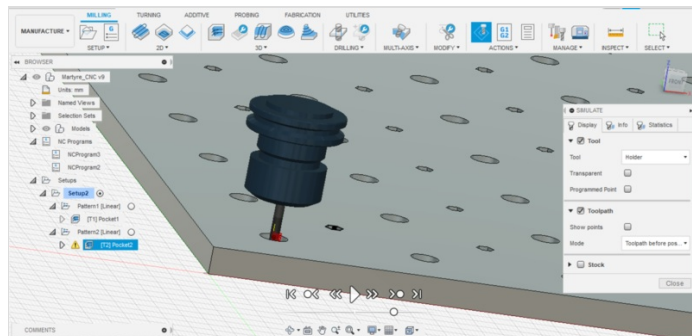 MILLING TURNING ADDITIVE PROBING FABRICATION UTILITIES
MANUFACTURE
SETUP 2D 3D DRILLING MULTI-AXIS MODIFY ACTIONS MANAGE INSPECT SELECT
G1
G2
BROWSER
Martyre_CNC v9
Units: mm
Named Views
Selection Sets
Models
NC Programs
NCProgram3
NCProgram2
Setups
Setup2
Pattern1 [Linear]
[T1] Pocket1
Pattern2 [Linear]
[T2] Pocket2
COMMENTS
SIMULATE
Display Info Statistics
Tool
Tool Holder
Transparent
Programmed Point
Toolpath
Show points
Mode Toolpath before pos...
Stock
Close